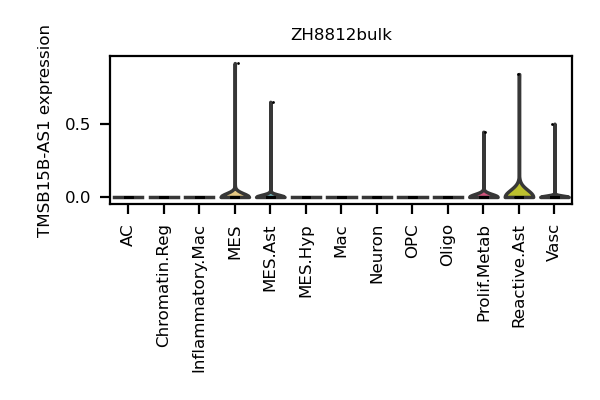 ZH8812bulk
TMSB15B-AS1 expression
0.5
0.0
AC
Chromatin.Reg
Inflammatory.Mac
MES
MES.Ast
MES.Hyp
Mac
Neuron
OPC
Oligo
Prolif.Metab
Reactive.Ast
Vasc